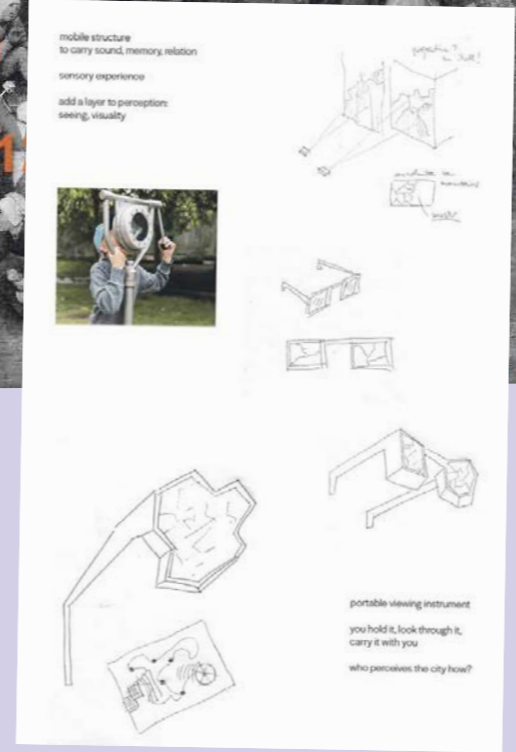 mobile structure
to carry sound, memory, relation
sensory experience
add a layer to perception:
seeing, visuality
portable viewing instrument
you hold it, look through it,
carry it with you
who perceives the city how?